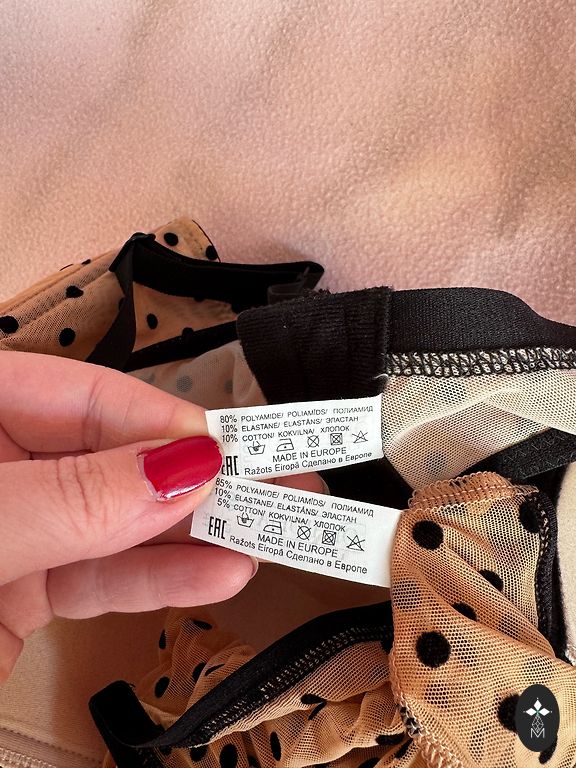 80% POLYAMIDE/ POLIAMĪDS/ ПОЛИАМИД
10% ELASTANE/ ELASTĀNS/ ЭЛАСТАН
10% COTTON/ KOKVILNA/ ХЛОПОК
EAC
MADE IN EUROPE
Ražots Eiropā Сделано в Европе
85% POLYAMIDE/ POLIAMĪDS/ ПОЛИАМИД
10% ELASTANE/ ELASTĀNS/ ЭЛАСТАН
5% COTTON/ KOKVILNA/ ХЛОПОК
EAC
MADE IN EUROPE
Ražots Eiropā Сделано в Европе